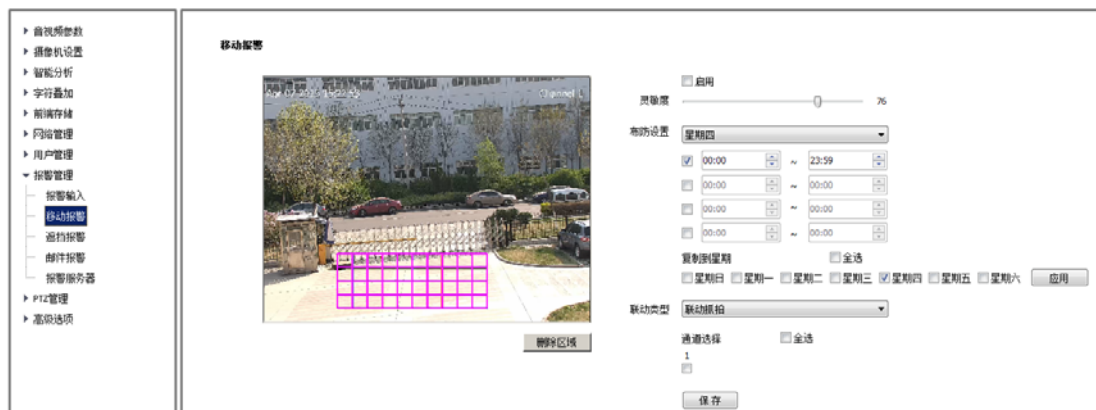 音视频参数
摄像机设置
智能分析
字符叠加
前端存储
网络管理
用户管理
报警管理
报警输入
移动报警
遮挡报警
邮件报警
报警服务器
PTZ管理
高级选项
移动报警
Channel 1
删除区域
启用
灵敏度 76
布防设置 星期四
00:00 ~ 23:59
00:00 ~ 00:00
00:00 ~ 00:00
00:00 ~ 00:00
复制到星期 全选
星期日 星期一 星期二 星期三 星期四 星期五 星期六 应用
联动类型 联动抓拍
通道选择 全选
1
保存